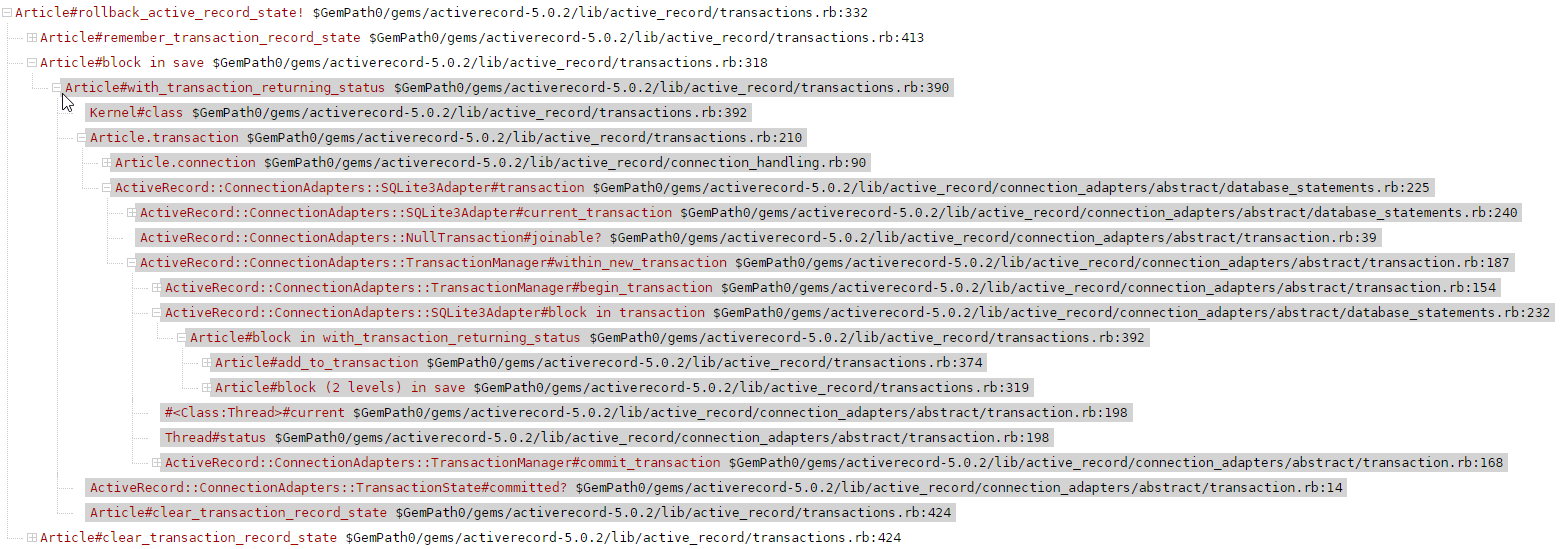 Article#rollback_active_record_state! $GemPath0/gems/activerecord-5.0.2/lib/active_record/transactions.rb:332
Article#remember_transaction_record_state $GemPath0/gems/activerecord-5.0.2/lib/active_record/transactions.rb:413
Article#block in save $GemPath0/gems/activerecord-5.0.2/lib/active_record/transactions.rb:318
Article#with_transaction_returning_status $GemPath0/gems/activerecord-5.0.2/lib/active_record/transactions.rb:390
Kernel#class $GemPath0/gems/activerecord-5.0.2/lib/active_record/transactions.rb:392
Article.transaction $GemPath0/gems/activerecord-5.0.2/lib/active_record/transactions.rb:210
Article.connection $GemPath0/gems/activerecord-5.0.2/lib/active_record/connection_handling.rb:90
ActiveRecord::ConnectionAdapters::SQLite3Adapter#transaction $GemPath0/gems/activerecord-5.0.2/lib/active_record/connection_adapters/abstract/database_statements.rb:225
ActiveRecord::ConnectionAdapters::SQLite3Adapter#current_transaction $GemPath0/gems/activerecord-5.0.2/lib/active_record/connection_adapters/abstract/database_statements.rb:240
ActiveRecord::ConnectionAdapters::NullTransaction#joinable? $GemPath0/gems/activerecord-5.0.2/lib/active_record/connection_adapters/abstract/transaction.rb:39
ActiveRecord::ConnectionAdapters::TransactionManager#within_new_transaction $GemPath0/gems/activerecord-5.0.2/lib/active_record/connection_adapters/abstract/transaction.rb:187
ActiveRecord::ConnectionAdapters::TransactionManager#begin_transaction $GemPath0/gems/activerecord-5.0.2/lib/active_record/connection_adapters/abstract/transaction.rb:154
ActiveRecord::ConnectionAdapters::SQLite3Adapter#block in transaction $GemPath0/gems/activerecord-5.0.2/lib/active_record/connection_adapters/abstract/database_statements.rb:232
Article#block in with_transaction_returning_status $GemPath0/gems/activerecord-5.0.2/lib/active_record/transactions.rb:392
Article#add_to_transaction $GemPath0/gems/activerecord-5.0.2/lib/active_record/transactions.rb:374
Article#block (2 levels) in save $GemPath0/gems/activerecord-5.0.2/lib/active_record/transactions.rb:319
#<Class:Thread>#current $GemPath0/gems/activerecord-5.0.2/lib/active_record/connection_adapters/abstract/transaction.rb:198
Thread#status $GemPath0/gems/activerecord-5.0.2/lib/active_record/connection_adapters/abstract/transaction.rb:198
ActiveRecord::ConnectionAdapters::TransactionManager#commit_transaction $GemPath0/gems/activerecord-5.0.2/lib/active_record/connection_adapters/abstract/transaction.rb:168
ActiveRecord::ConnectionAdapters::TransactionState#committed? $GemPath0/gems/activerecord-5.0.2/lib/active_record/connection_adapters/abstract/transaction.rb:14
Article#clear_transaction_record_state $GemPath0/gems/activerecord-5.0.2/lib/active_record/transactions.rb:424
Article#clear_transaction_record_state $GemPath0/gems/activerecord-5.0.2/lib/active_record/transactions.rb:424